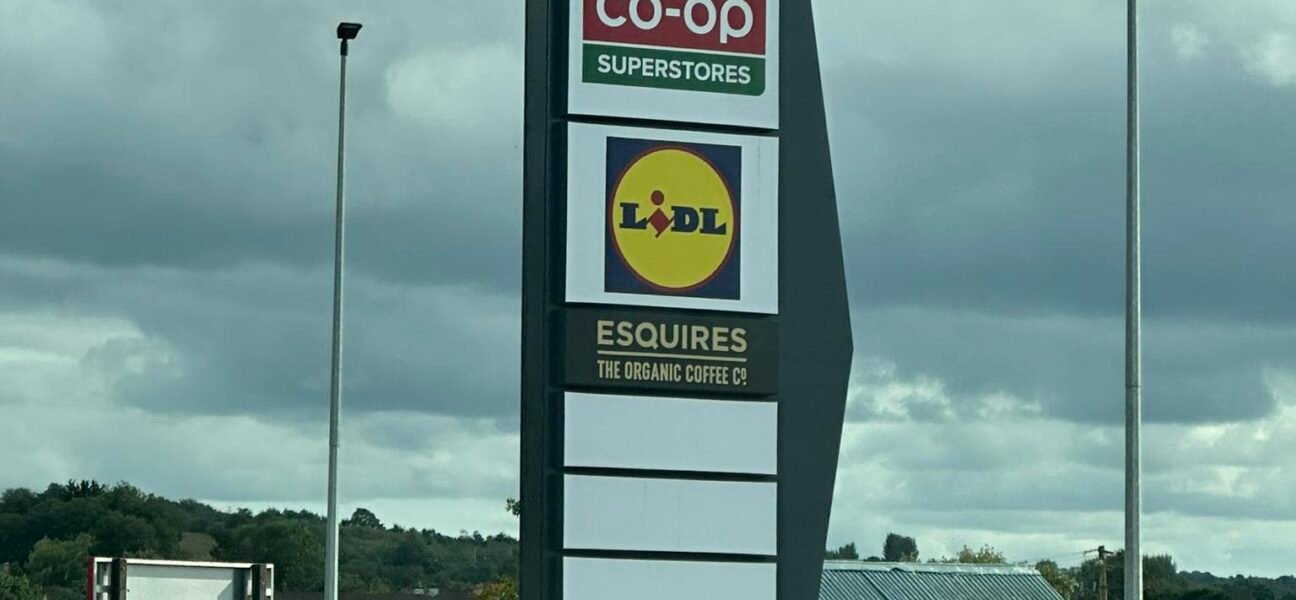 co-op
SUPERSTORES
LiDL
ESQUIRES
THE ORGANIC COFFEE Cº